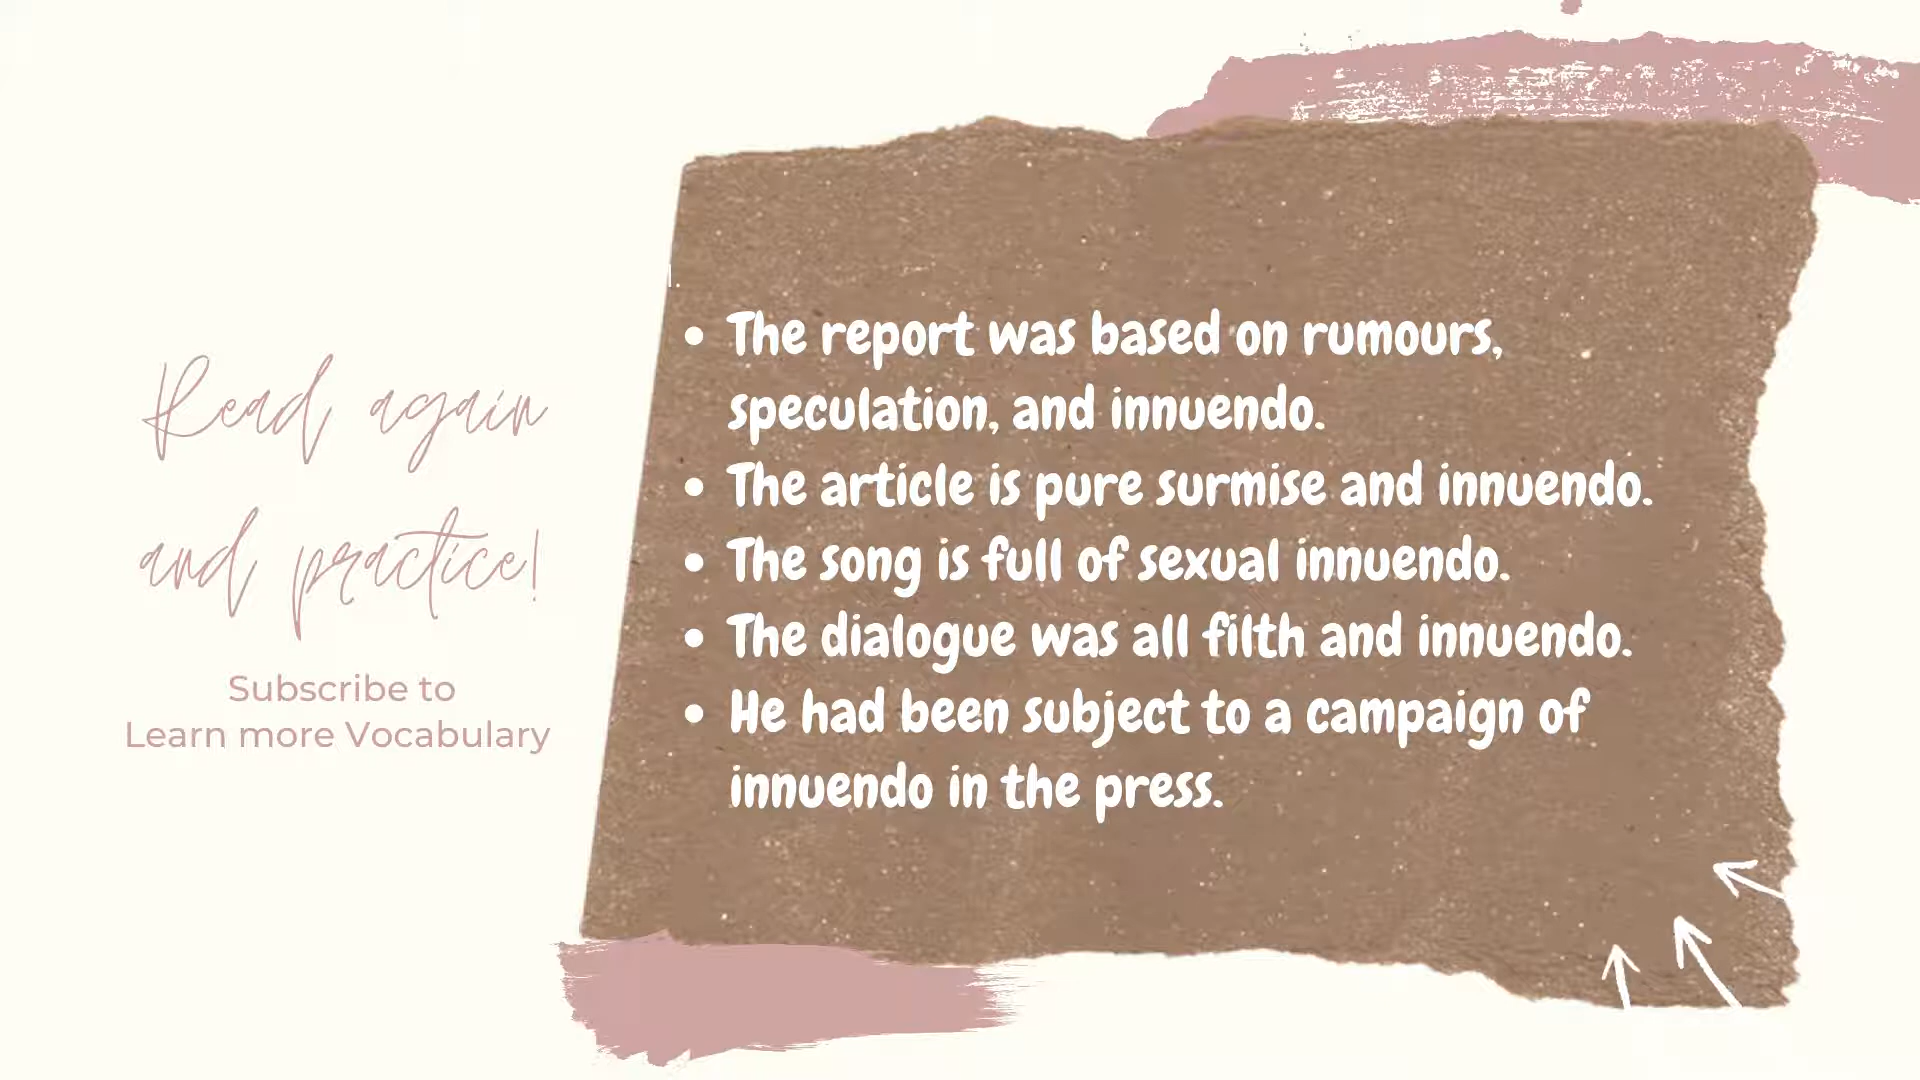 Read again
and practice!
Subscribe to
Learn more Vocabulary
• The report was based on rumours,
speculation, and innuendo.
• The article is pure surmise and innuendo.
• The song is full of sexual innuendo.
• The dialogue was all filth and innuendo.
• He had been subject to a campaign of
innuendo in the press.